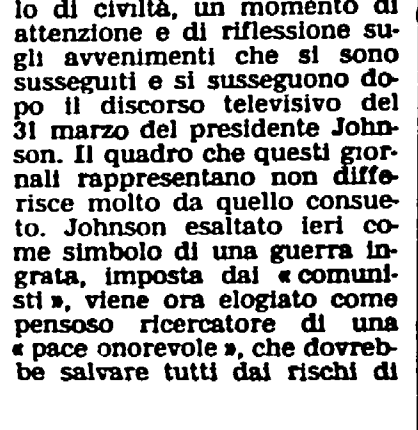 lo di civiltà, un momento di
attenzione e di riflessione su-
gli avvenimenti che si sono
susseguiti e si susseguono do-
po il discorso televisivo del
31 marzo del presidente John-
son. Il quadro che questi gior-
nali rappresentano non diffe-
risce molto da quello consue-
to. Johnson esaltato ieri co-
me simbolo di una guerra in-
grata, imposta dai « comuni-
sti », viene ora elogiato come
pensoso ricercatore di una
« pace onorevole », che dovreb-
be salvare tutti dai rischi di